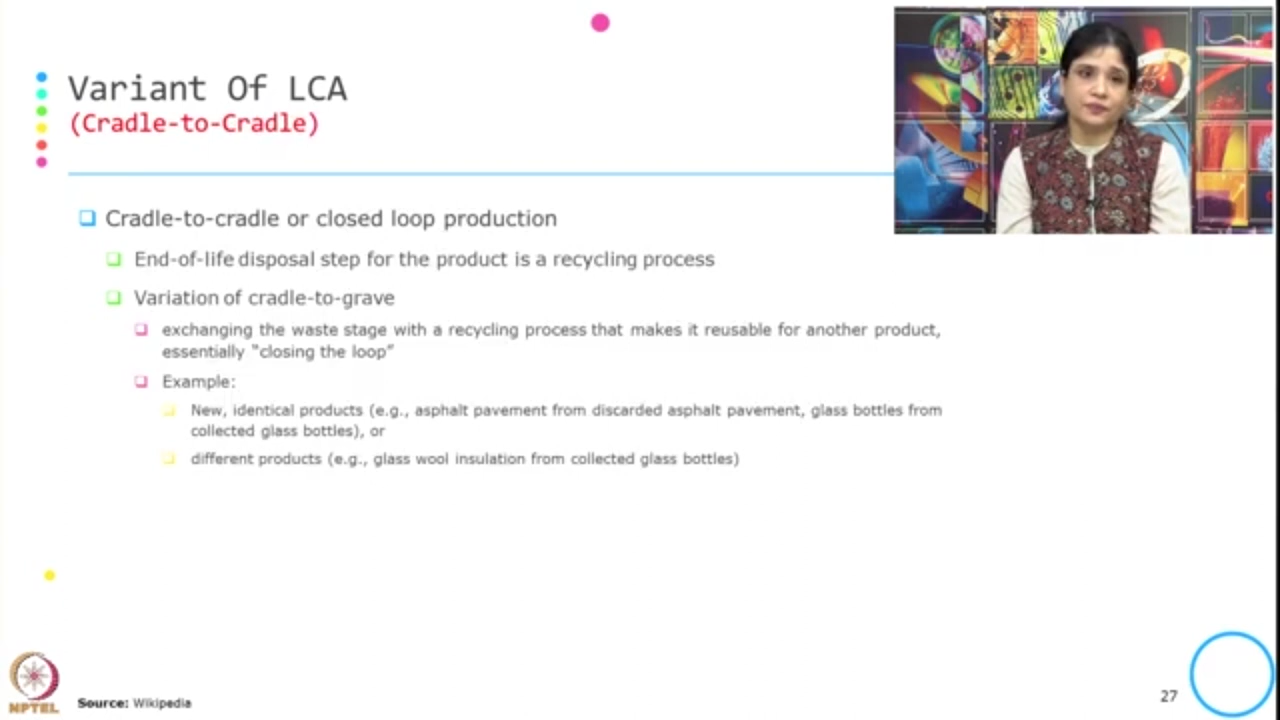 Variant Of LCA
(Cradle-to-Cradle)
Cradle-to-cradle or closed loop production
End-of-life disposal step for the product is a recycling process
Variation of cradle-to-grave
exchanging the waste stage with a recycling process that makes it reusable for another product,
essentially “closing the loop”
Example:
New, identical products (e.g., asphalt pavement from discarded asphalt pavement, glass bottles from
collected glass bottles), or
different products (e.g., glass wool insulation from collected glass bottles)
NPTEL
Source: Wikipedia
27